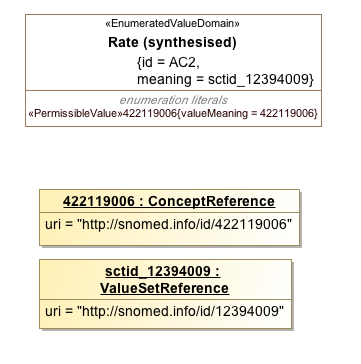 «EnumeratedValueDomain»
Rate (synthesised)
{id = AC2,
meaning = sctid_12394009}
enumeration literals
«PermissibleValue»422119006{valueMeaning = 422119006}
422119006 : ConceptReference
uri = "http://snomed.info/id/422119006"
sctid_12394009 :
ValueSetReference
uri = "http://snomed.info/id/12394009"